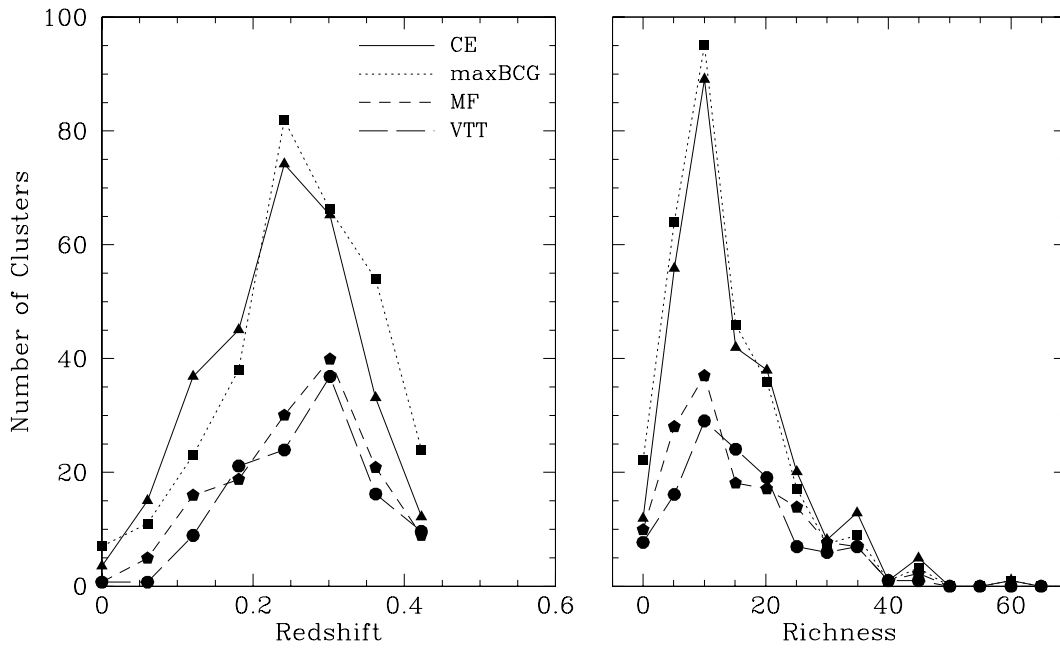 100
80
60
40
20
0
Number of Clusters
CE
maxBCG
MF
VTT
0 0.2 0.4 0.6
Redshift
0 20 40 60
Richness